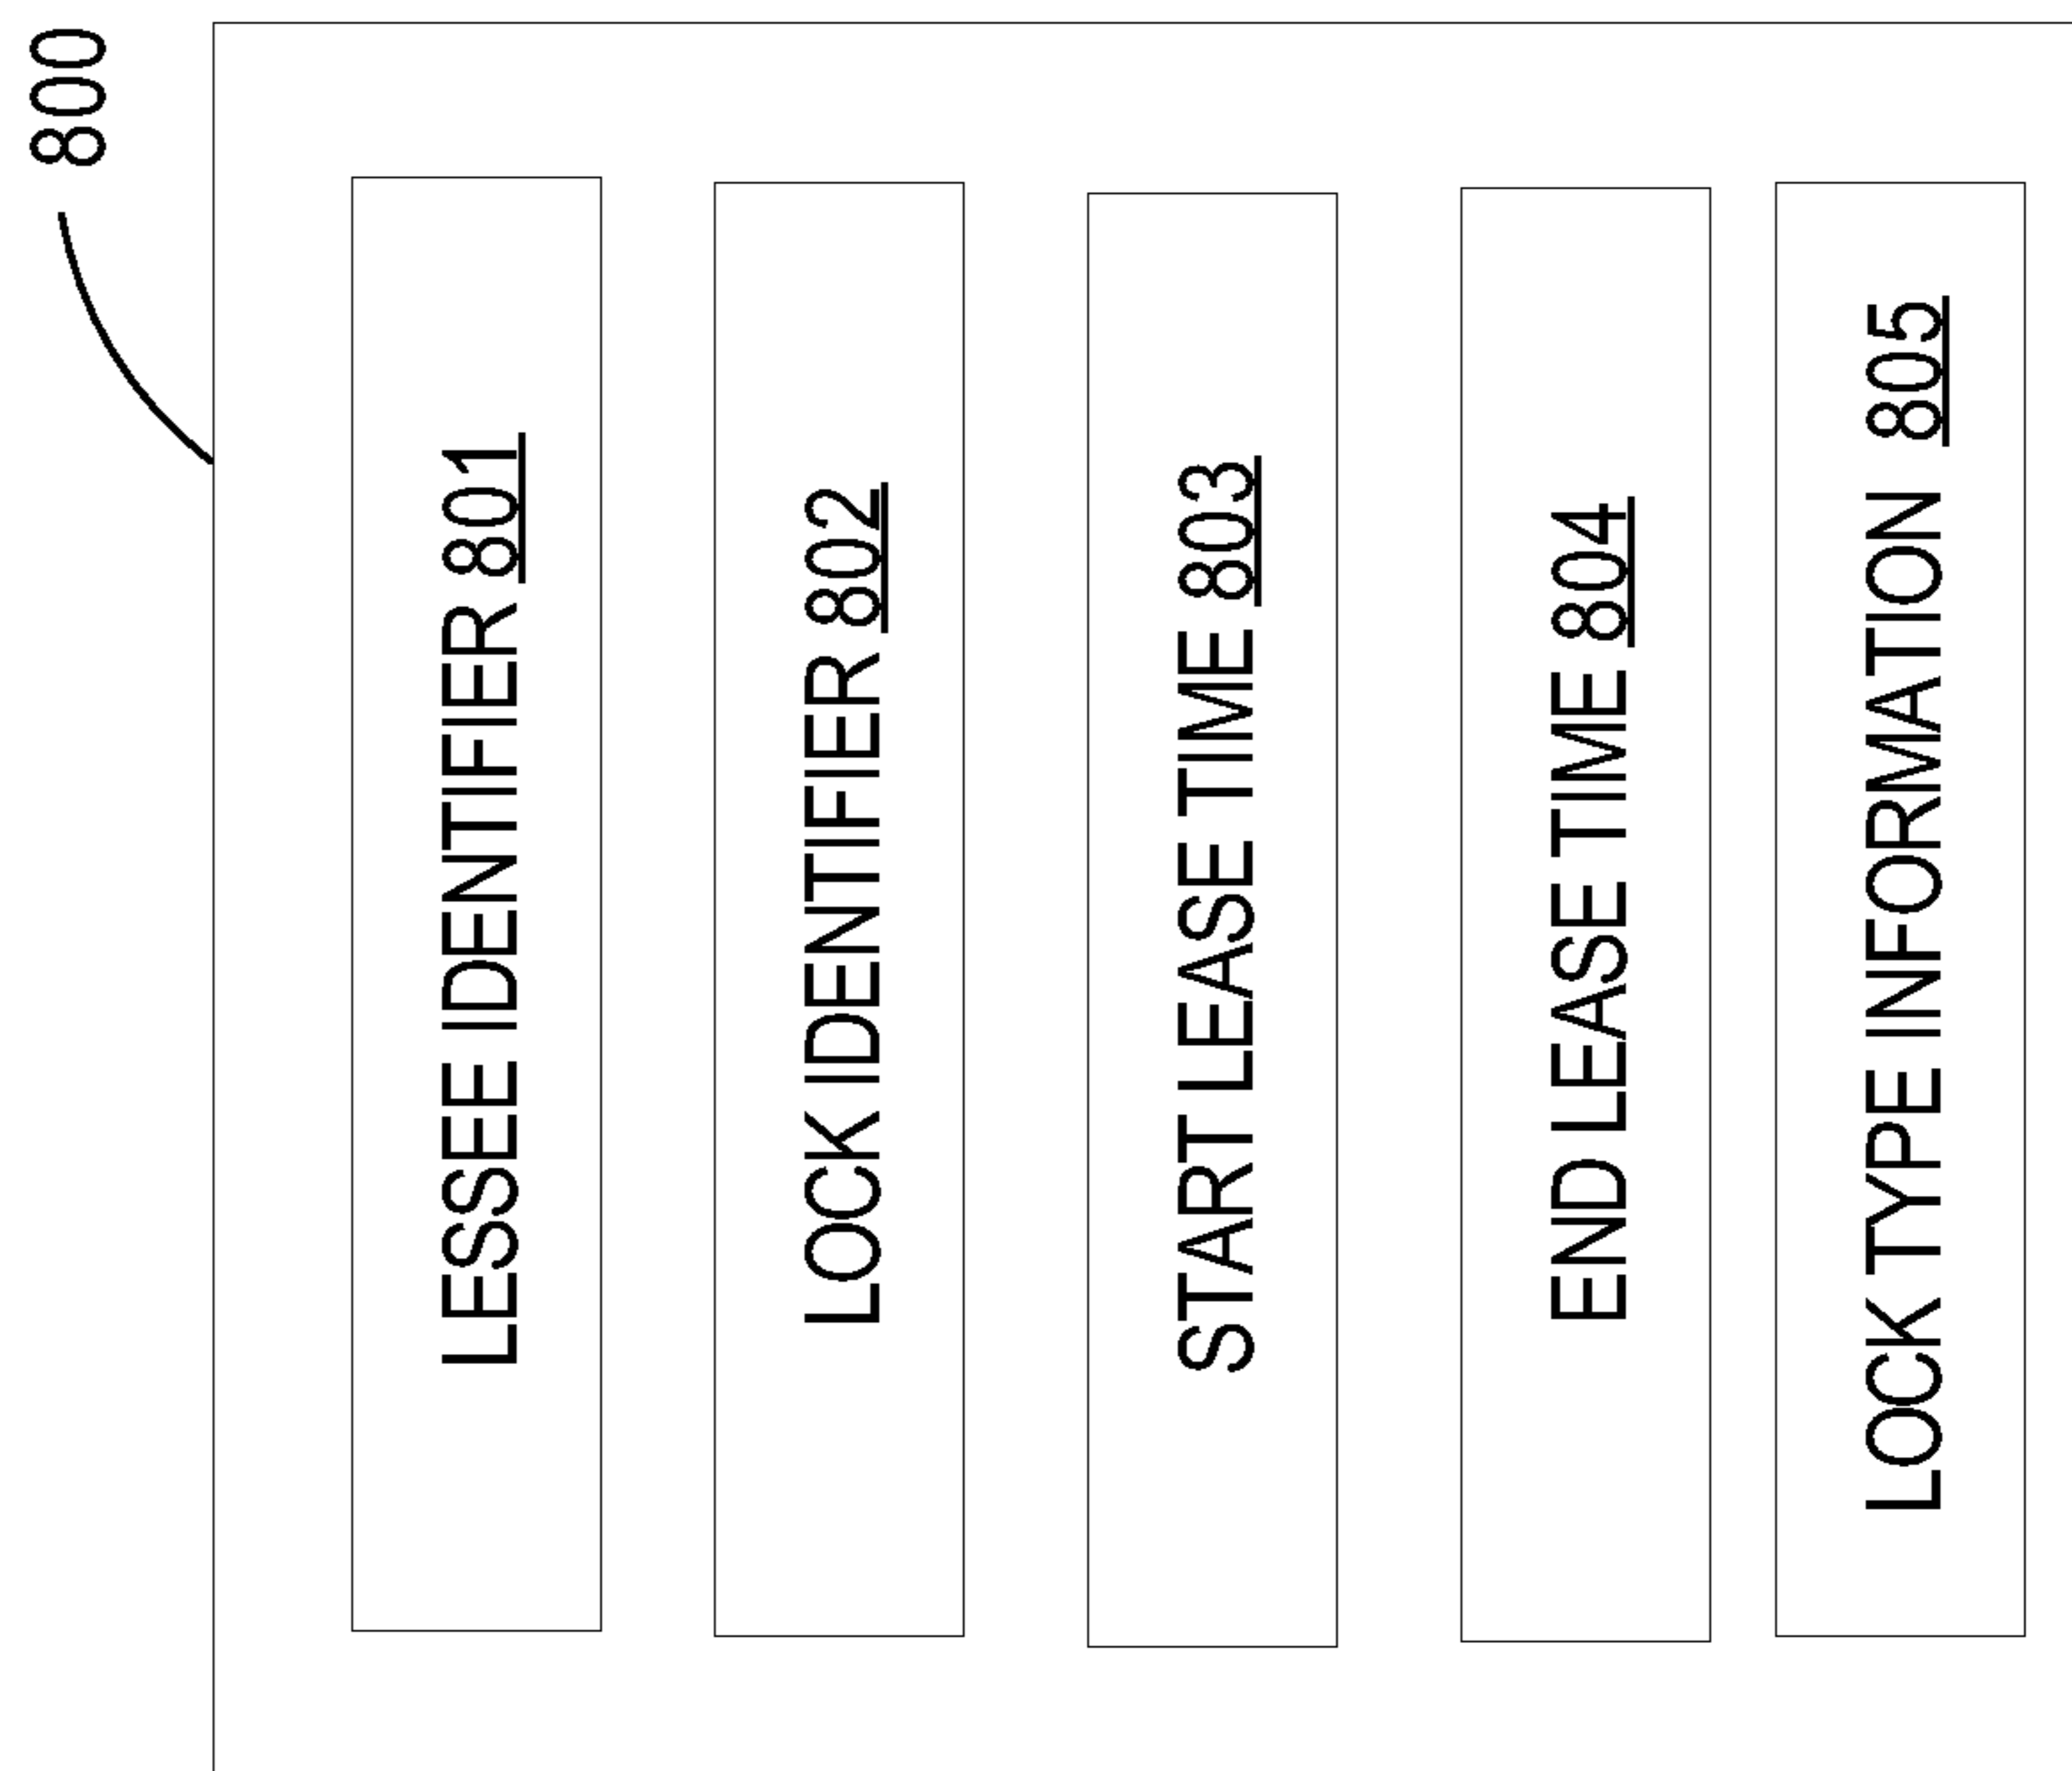 800
LESSEE IDENTIFIER 801
LOCK IDENTIFIER 802
START LEASE TIME 803
END LEASE TIME 804
LOCK TYPE INFORMATION 805